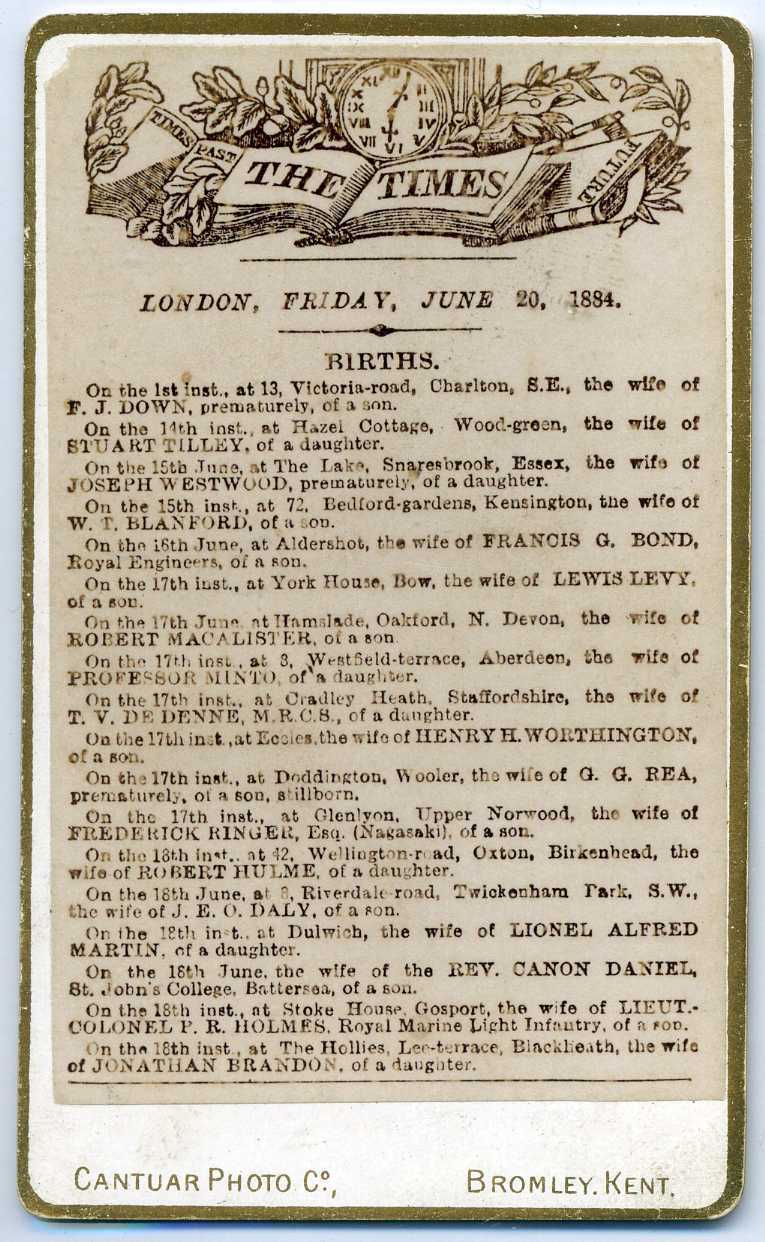 TIMES PAST
THE TIMES
FUTURE
XII
XI
X
IX
VIII
VII
VI
V
IV
III
II
LONDON, FRIDAY, JUNE 20, 1884.
BIRTHS.
On the 1st inst., at 13, Victoria-road, Charlton, S.E., the wife of
F. J. DOWN, prematurely, of a son.
On the 14th inst., at Hazel Cottage, Wood-green, the wife of
STUART TILLEY, of a daughter.
On the 15th June, at The Lake, Snaresbrook, Essex, the wife of
JOSEPH WESTWOOD, prematurely, of a daughter.
On the 15th inst., at 72, Bedford-gardens, Kensington, the wife of
W. T. BLANFORD, of a son.
On the 16th June, at Aldershot, the wife of FRANCIS G. BOND,
Royal Engineers, of a son.
On the 17th inst., at York House, Bow, the wife of LEWIS LEVY,
of a son.
On the 17th June, at Hamslade, Oakford, N. Devon, the wife of
ROBERT MACALISTER, of a son
On the 17th inst., at 3, Westfield-terrace, Aberdeen, the wife of
PROFESSOR MINTO, of a daughter.
On the 17th inst., at Cradley Heath, Staffordshire, the wife of
T. V. DE DENNE, M.R.C.S., of a daughter.
On the 17th inst., at Eccles, the wife of HENRY H. WORTHINGTON,
of a son.
On the 17th inst., at Doddington, Wooler, the wife of G. G. REA,
prematurely, of a son, stillborn.
On the 17th inst., at Glenlyon, Upper Norwood, the wife of
FREDERICK RINGER, Esq. (Nagasaki), of a son.
On the 18th inst., at 42, Wellington-road, Oxton, Birkenhead, the
wife of ROBERT HULME, of a daughter.
On the 18th June, at 8, Riverdale-road, Twickenham Park, S.W.,
the wife of J. E. O. DALY, of a son.
On the 18th inst., at Dulwich, the wife of LIONEL ALFRED
MARTIN, of a daughter.
On the 18th June, the wife of the REV. CANON DANIEL,
St. John's College, Battersea, of a son.
On the 18th inst., at Stoke House, Gosport, the wife of LIEUT.-
COLONEL P. R. HOLMES, Royal Marine Light Infantry, of a son.
On the 18th inst., at The Hollies, Lee-terrace, Blackheath, the wife
of JONATHAN BRANDON, of a daughter.
CANTUAR PHOTO Co., BROMLEY. KENT.